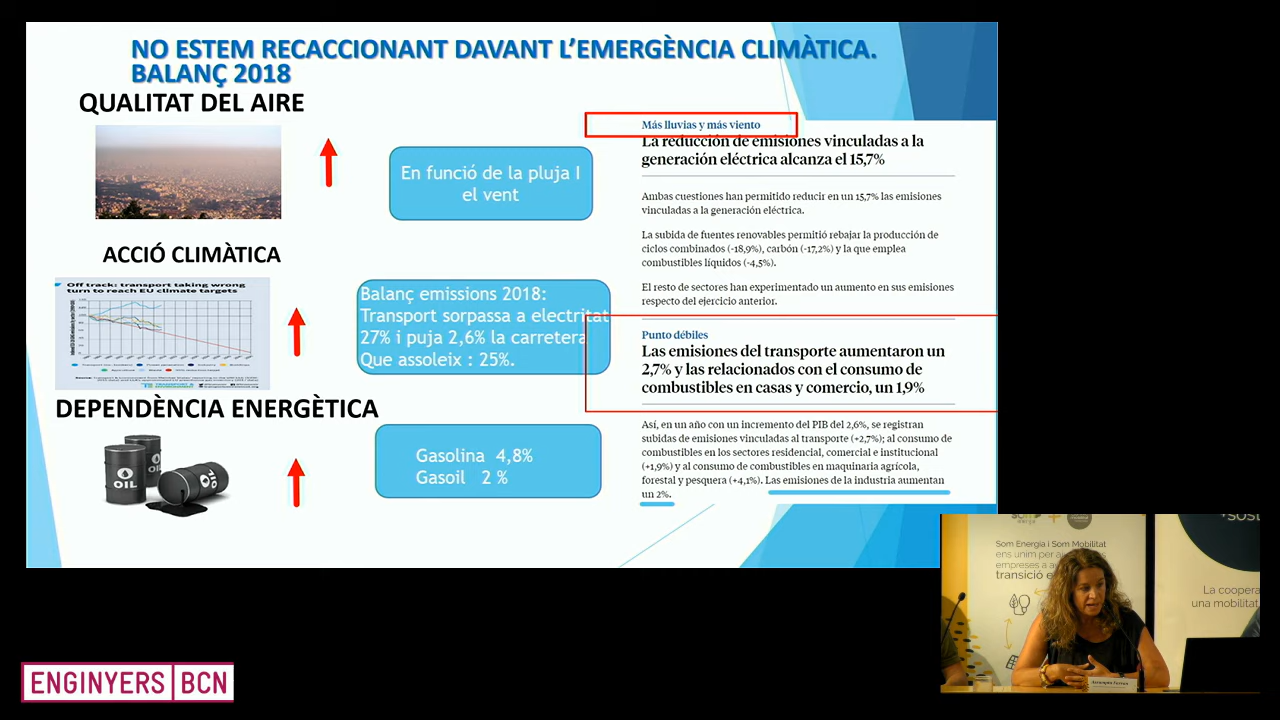 NO ESTEM RECACCIONANT DAVANT L'EMERGÈNCIA CLIMÀTICA.
BALANÇ 2018
QUALITAT DEL AIRE
En funció de la pluja I
el vent
ACCIÓ CLIMÀTICA
Off track: transport taking wrong
turn to reach EU climate targets
Balanç emissions 2018:
Transport sorpassa a electritat
27% i puja 2,6% la carretera
Que assoleix : 25%.
DEPENDÈNCIA ENERGÈTICA
OIL
OIL
OIL
Gasolina 4,8%
Gasoil 2 %
Más lluvias y más viento
La reducción de emisiones vinculadas a la
generación eléctrica alcanza el 15,7%
Ambas cuestiones han permitido reducir en un 15,7% las emisiones
vinculadas a la generación eléctrica.
La subida de fuentes renovables permitió rebajar la producción de
ciclos combinados (-18,9%), carbón (-17,2%) y la que emplea
combustibles líquidos (-4,5%).
El resto de sectores han experimentado un aumento en sus emisiones
respecto del ejercicio anterior.
Punto débiles
Las emisiones del transporte aumentaron un
2,7% y las relacionados con el consumo de
combustibles en casas y comercio, un 1,9%
Así, en un año con un incremento del PIB del 2,6%, se registran
subidas de emisiones vinculadas al transporte (+2,7%); al consumo de
combustibles en los sectores residencial, comercial e institucional
(+1,9%) y al consumo de combustibles en maquinaria agrícola,
forestal y pesquera (+4,1%). Las emisiones de la industria aumentan
un 2%.
Som Energia i Som Mobilitat
ens unim per
empreses a
transició
La
una mobilitat
ENGINYERS BCN